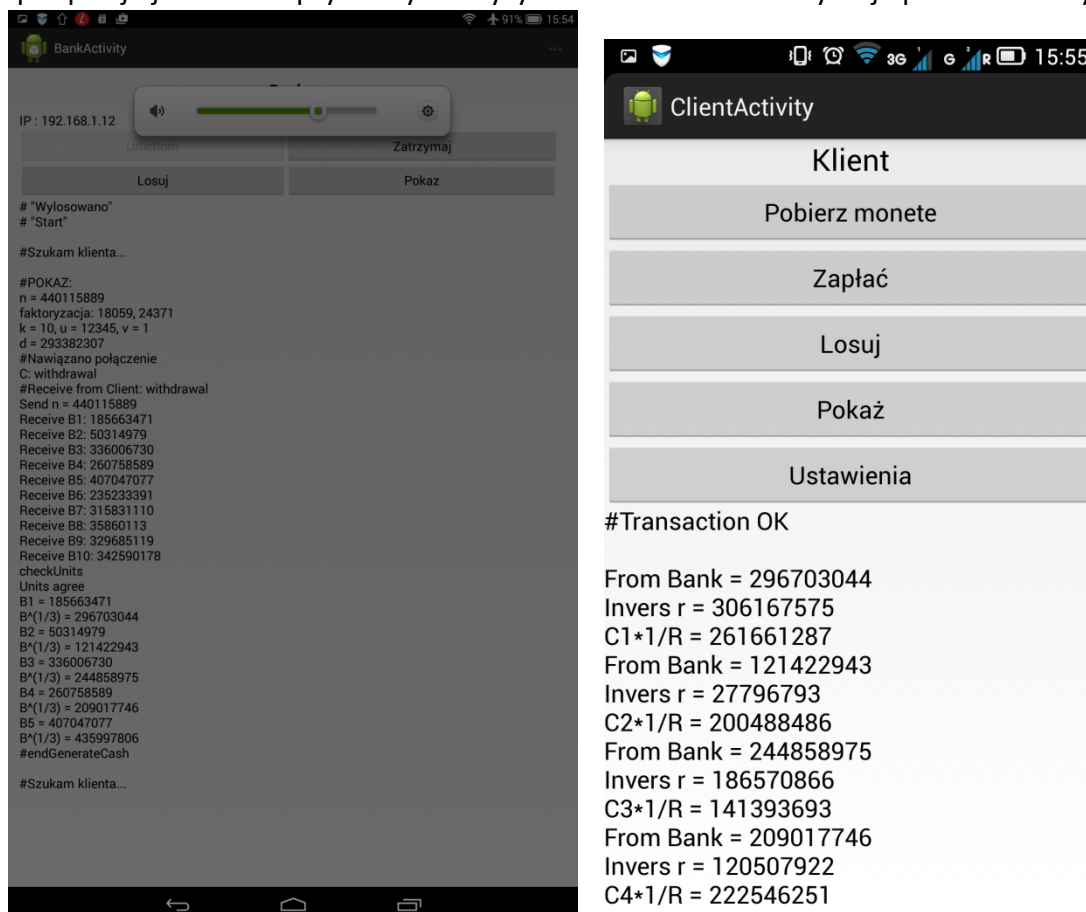 91% 15:54
BankActivity
IP : 192.168.1.12
Uruchom
Zatrzymaj
Losuj
Pokaz
# "Wylosowano"
# "Start"
#Szukam klienta...
#POKAZ:
n = 440115889
faktoryzacja: 18059, 24371
k = 10, u = 12345, v = 1
d = 293382307
#Nawiązano połączenie
C: withdrawal
#Receive from Client: withdrawal
Send n = 440115889
Receive B1: 185663471
Receive B2: 50314979
Receive B3: 336006730
Receive B4: 260758589
Receive B5: 407047077
Receive B6: 235233391
Receive B7: 315831110
Receive B8: 35860113
Receive B9: 329685119
Receive B10: 342590178
checkUnits
Units agree
B1 = 185663471
B^(1/3) = 296703044
B2 = 50314979
B^(1/3) = 121422943
B3 = 336006730
B^(1/3) = 244858975
B4 = 260758589
B^(1/3) = 209017746
B5 = 407047077
B^(1/3) = 435997806
#endGenerateCash
#Szukam klienta...
3G G R 15:55
ClientActivity
Klient
Pobierz monete
Zapłać
Losuj
Pokaż
Ustawienia
#Transaction OK
From Bank = 296703044
Invers r = 306167575
C1*1/R = 261661287
From Bank = 121422943
Invers r = 27796793
C2*1/R = 200488486
From Bank = 244858975
Invers r = 186570866
C3*1/R = 141393693
From Bank = 209017746
Invers r = 120507922
C4*1/R = 222546251